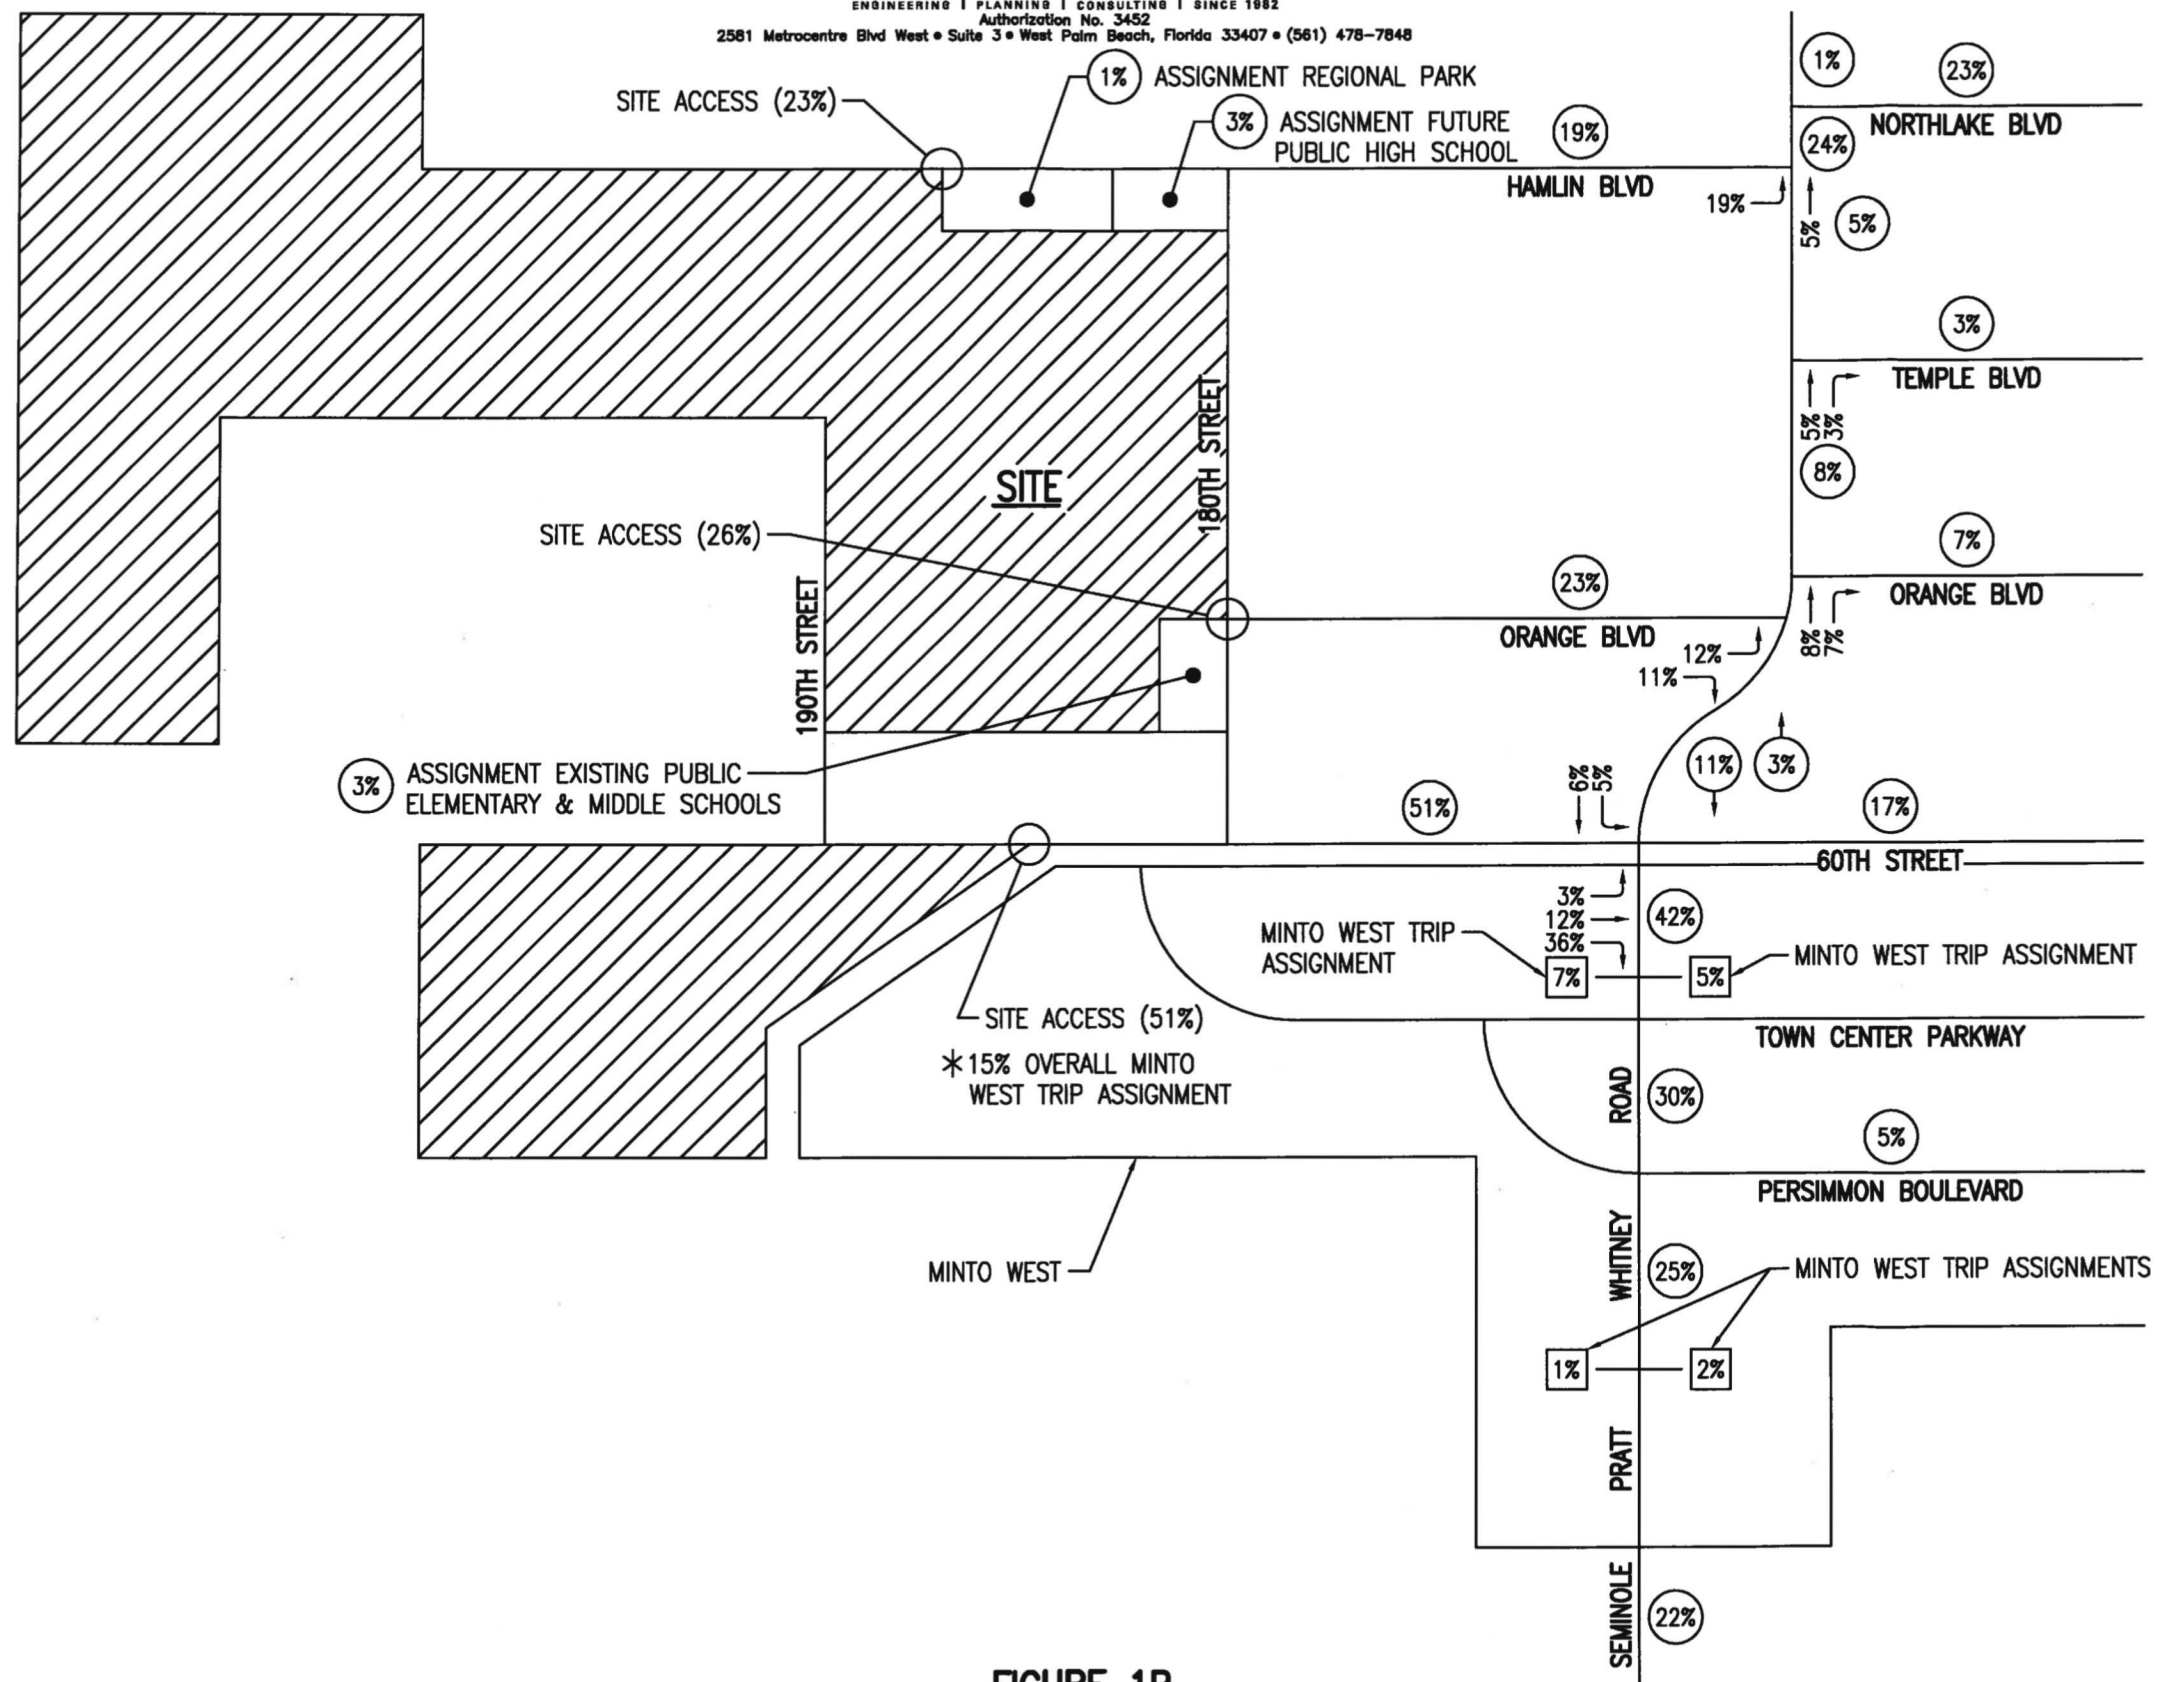 ENGINEERING | PLANNING | CONSULTING | SINCE 1982
Authorization No. 3452
2581 Metrocentre Blvd West • Suite 3 • West Palm Beach, Florida 33407 • (561) 478-7848
1% ASSIGNMENT REGIONAL PARK
SITE ACCESS (23%)
3% ASSIGNMENT FUTURE
PUBLIC HIGH SCHOOL
19%
HAMLIN BLVD
19%
1%
23%
NORTHLAKE BLVD
24%
5%
5%
3%
TEMPLE BLVD
5%
3%
8%
180TH STREET
SITE
SITE ACCESS (26%)
190TH STREET
7%
ORANGE BLVD
8%
7%
23%
ORANGE BLVD
12%
11%
11%
3%
3% ASSIGNMENT EXISTING PUBLIC
ELEMENTARY & MIDDLE SCHOOLS
6%
5%
51%
17%
60TH STREET
3%
12%
36%
42%
MINTO WEST TRIP
ASSIGNMENT
7%
5%
MINTO WEST TRIP ASSIGNMENT
SITE ACCESS (51%)
*15% OVERALL MINTO
WEST TRIP ASSIGNMENT
TOWN CENTER PARKWAY
30%
5%
PERSIMMON BOULEVARD
MINTO WEST
25%
MINTO WEST TRIP ASSIGNMENTS
1%
2%
SEMINOLE PRATT WHITNEY ROAD
22%